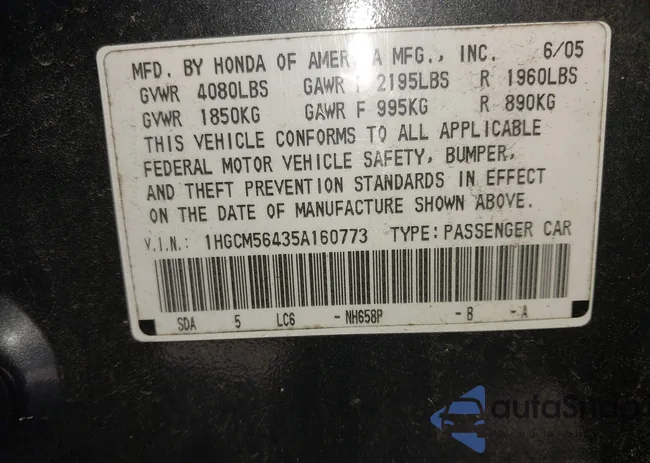 MFD. BY HONDA OF AMERICA MFG., INC. 6/05
GVWR 4080LBS GAWR F 2195LBS R 1960LBS
GVWR 1850KG GAWR F 995KG R 890KG
THIS VEHICLE CONFORMS TO ALL APPLICABLE
FEDERAL MOTOR VEHICLE SAFETY, BUMPER,
AND THEFT PREVENTION STANDARDS IN EFFECT
ON THE DATE OF MANUFACTURE SHOWN ABOVE.
V.I.N.: 1HGCM56435A160773 TYPE: PASSENGER CAR
SDA 5 LC6 - NH658P - B - A